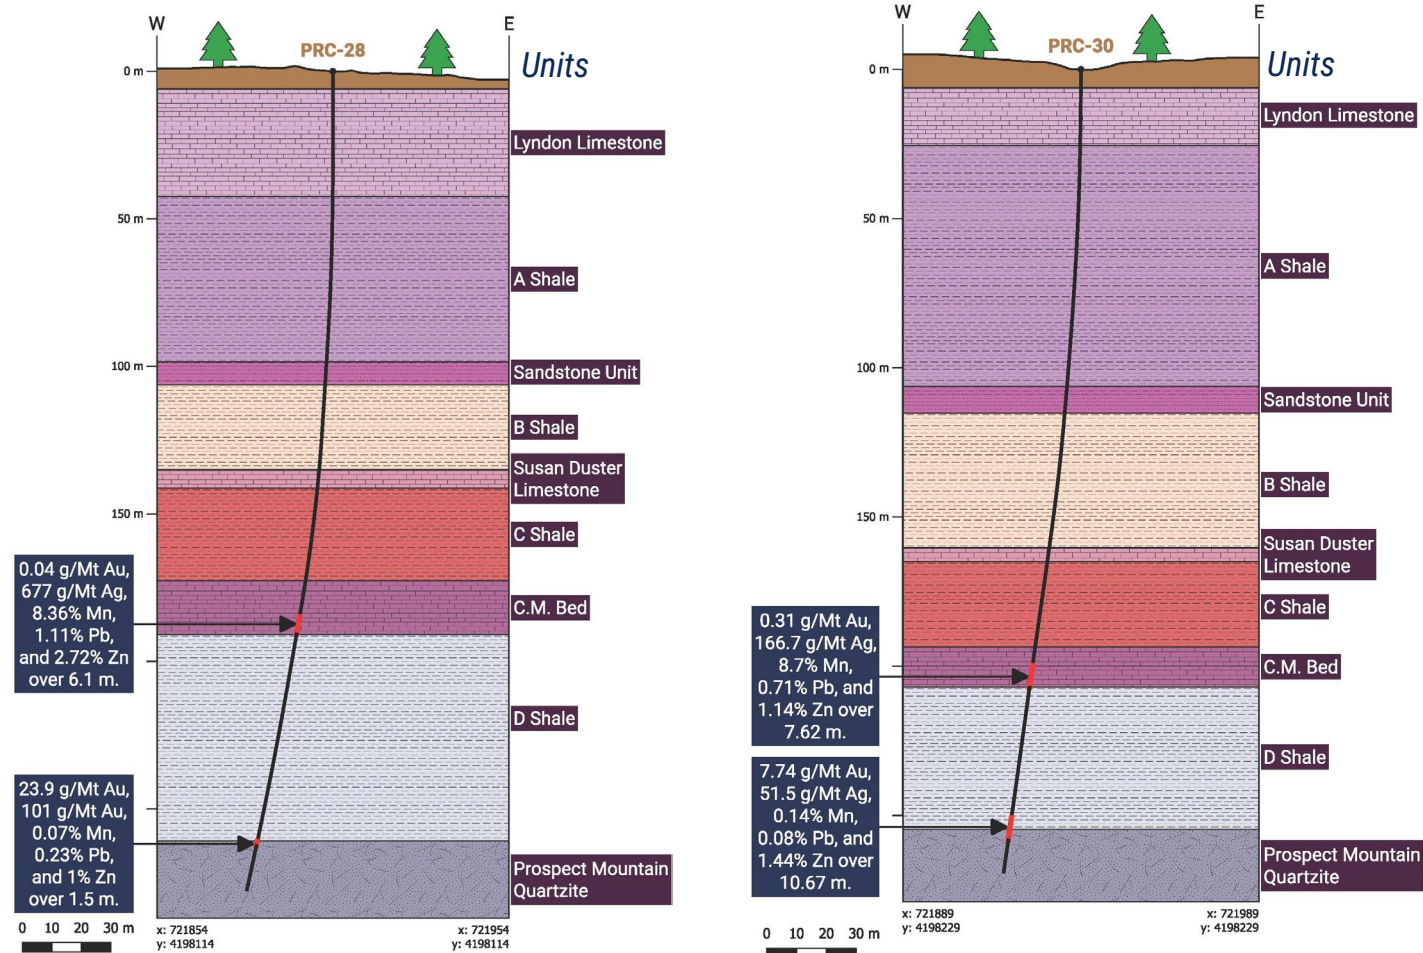 W
E
PRC-28
Units
0 m
50 m
100 m
150 m
Lyndon Limestone
A Shale
Sandstone Unit
B Shale
Susan Duster
Limestone
C Shale
C.M. Bed
D Shale
Prospect Mountain
Quartzite
0.04 g/Mt Au,
677 g/Mt Ag,
8.36% Mn,
1.11% Pb,
and 2.72% Zn
over 6.1 m.
23.9 g/Mt Au,
101 g/Mt Au,
0.07% Mn,
0.23% Pb,
and 1% Zn
over 1.5 m.
0 10 20 30 m
x: 721854
y: 4198114
x: 721954
y: 4198114
W
E
PRC-30
Units
0 m
50 m
100 m
150 m
Lyndon Limestone
A Shale
Sandstone Unit
B Shale
Susan Duster
Limestone
C Shale
C.M. Bed
D Shale
Prospect Mountain
Quartzite
0.31 g/Mt Au,
166.7 g/Mt Ag,
8.7% Mn,
0.71% Pb, and
1.14% Zn over
7.62 m.
7.74 g/Mt Au,
51.5 g/Mt Ag,
0.14% Mn,
0.08% Pb, and
1.44% Zn over
10.67 m.
0 10 20 30 m
x: 721889
y: 4198229
x: 721989
y: 4198229